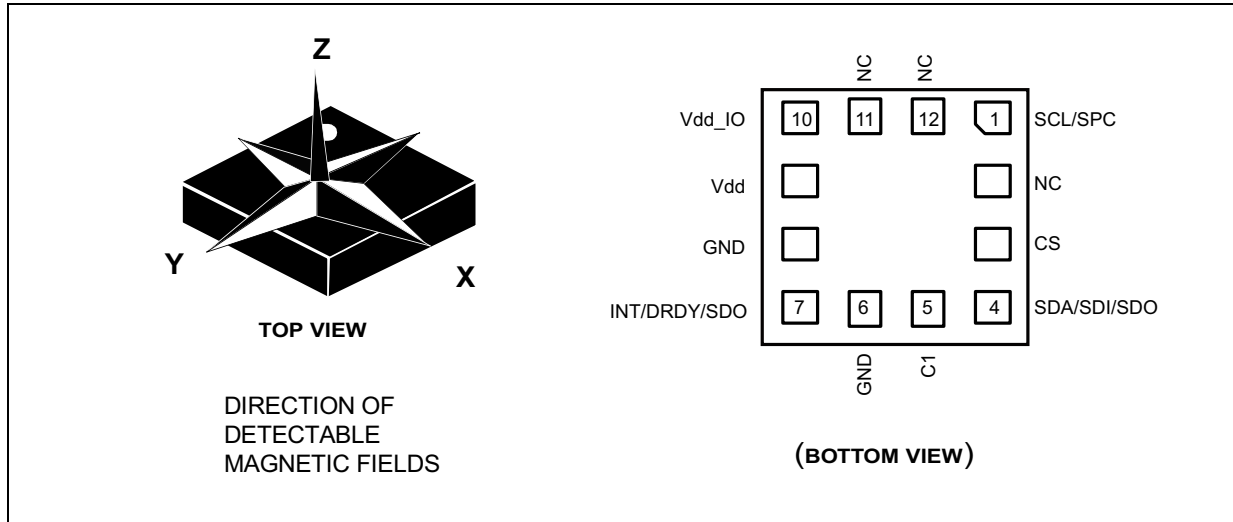 Z
Y
X
TOP VIEW
DIRECTION OF
DETECTABLE
MAGNETIC FIELDS
NC
NC
Vdd_IO
10
11
12
1
SCL/SPC
Vdd
NC
GND
CS
INT/DRDY/SDO
7
6
5
4
SDA/SDI/SDO
GND
C1
(BOTTOM VIEW)